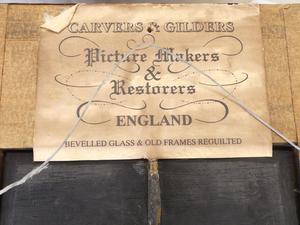 CARVERS & GILDERS
Picture Makers
&
Restorers
ENGLAND
BEVELLED GLASS & OLD FRAMES REGUILTED